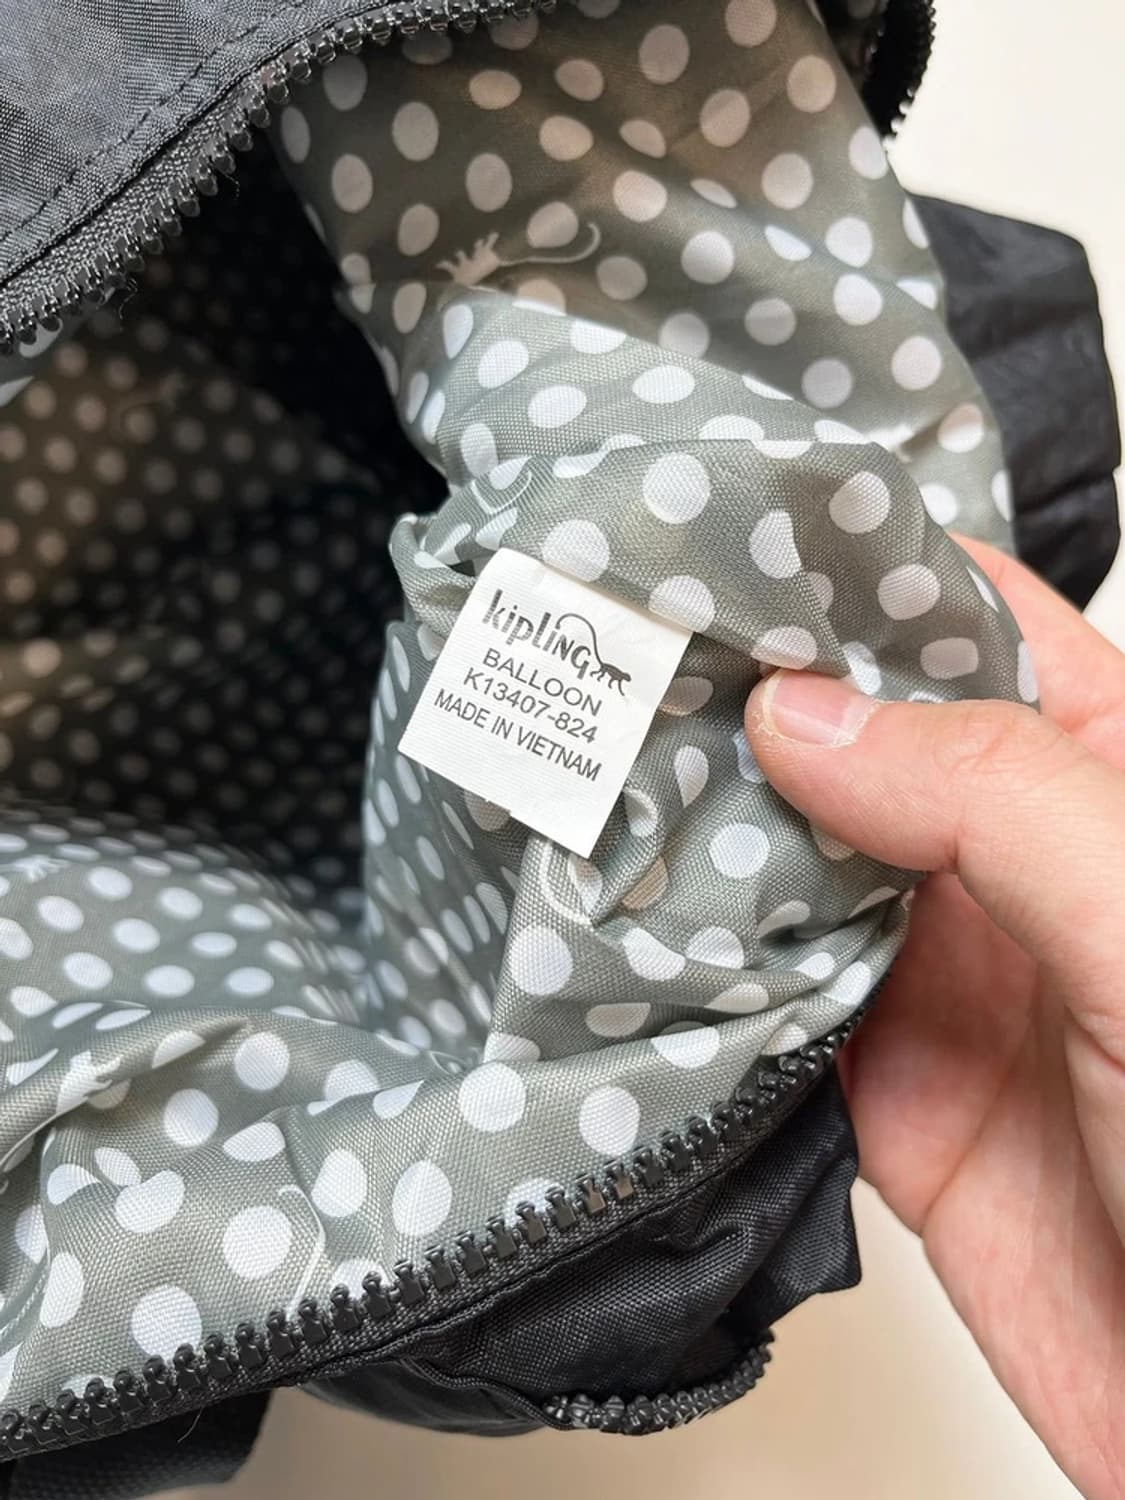 kipling
BALLOON
K13407-824
MADE IN VIETNAM